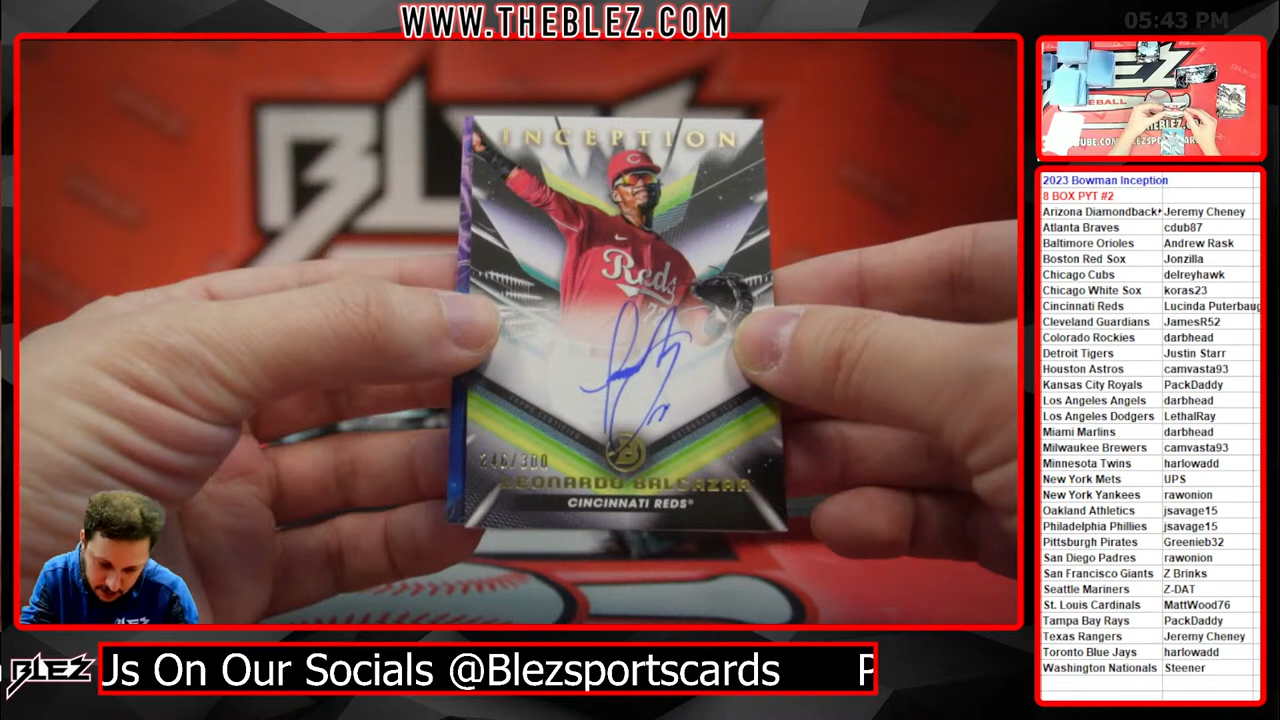 WWW.THEBLEZ.COM
05:43 PM
BLEZ
INCEPTION
Reds
246/300
LEONARDO BALCAZAR
CINCINNATI REDS®
2023 Bowman Inception
8 BOX PYT #2
Arizona Diamondback Jeremy Cheney
Atlanta Braves cdub87
Baltimore Orioles Andrew Rask
Boston Red Sox Jonzilla
Chicago Cubs delreyhawk
Chicago White Sox koras23
Cincinnati Reds Lucinda Puterbaug
Cleveland Guardians JamesR52
Colorado Rockies darbhead
Detroit Tigers Justin Starr
Houston Astros camvasta93
Kansas City Royals PackDaddy
Los Angeles Angels darbhead
Los Angeles Dodgers LethalRay
Miami Marlins darbhead
Milwaukee Brewers camvasta93
Minnesota Twins harlowadd
New York Mets UPS
New York Yankees rawonion
Oakland Athletics jsavage15
Philadelphia Phillies jsavage15
Pittsburgh Pirates Greenieb32
San Diego Padres rawonion
San Francisco Giants Z Brinks
Seattle Mariners Z-DAT
St. Louis Cardinals MattWood76
Tampa Bay Rays PackDaddy
Texas Rangers Jeremy Cheney
Toronto Blue Jays harlowadd
Washington Nationals Steener
BLEZ
Us On Our Socials @Blezsportscards P